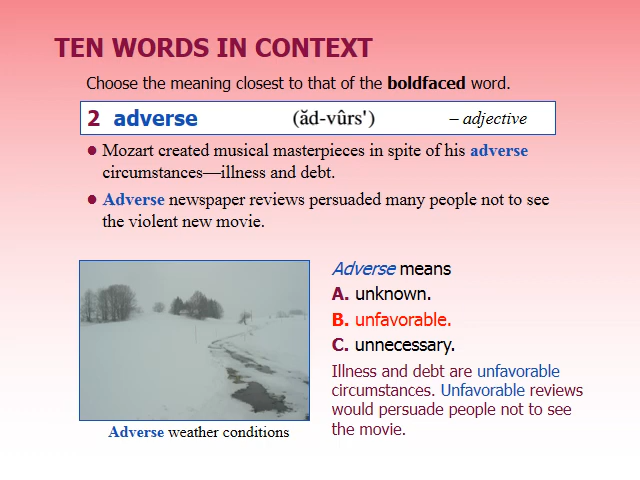 TEN WORDS IN CONTEXT
Choose the meaning closest to that of the boldfaced word.
2 adverse (ăd-vûrs') – adjective
• Mozart created musical masterpieces in spite of his adverse
circumstances—illness and debt.
• Adverse newspaper reviews persuaded many people not to see
the violent new movie.
Adverse weather conditions
Adverse means
A. unknown.
B. unfavorable.
C. unnecessary.
Illness and debt are unfavorable
circumstances. Unfavorable reviews
would persuade people not to see
the movie.